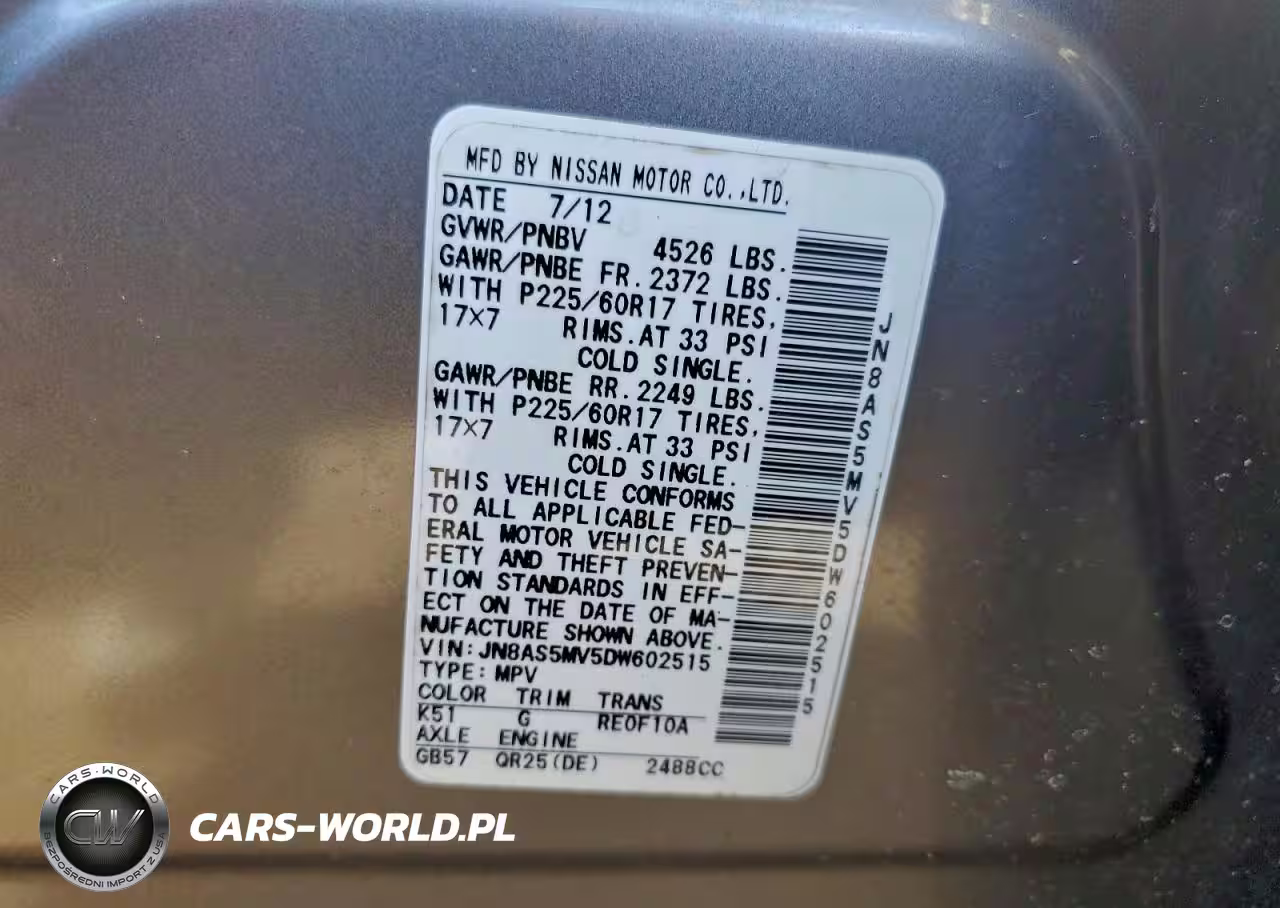 MFD BY NISSAN MOTOR CO.,LTD.
DATE 7/12
GVWR/PNBV 4526 LBS.
GAWR/PNBE FR. 2372 LBS.
WITH P225/60R17 TIRES,
17×7 RIMS.AT 33 PSI
COLD SINGLE.
GAWR/PNBE RR. 2249 LBS.
WITH P225/60R17 TIRES,
17×7 RIMS.AT 33 PSI
COLD SINGLE.
THIS VEHICLE CONFORMS
TO ALL APPLICABLE FED-
ERAL MOTOR VEHICLE SA-
FETY AND THEFT PREVEN-
TION STANDARDS IN EFF-
ECT ON THE DATE OF MA-
NUFACTURE SHOWN ABOVE.
VIN:JN8AS5MV5DW602515
TYPE:MPV
COLOR TRIM TRANS
K51 G RE0F10A
AXLE ENGINE
GB57 QR25(DE) 2488CC
JN8AS5MV5DW602515
CARS-WORLD
CW
BEZPOŚREDNI IMPORT Z USA
CARS-WORLD.PL